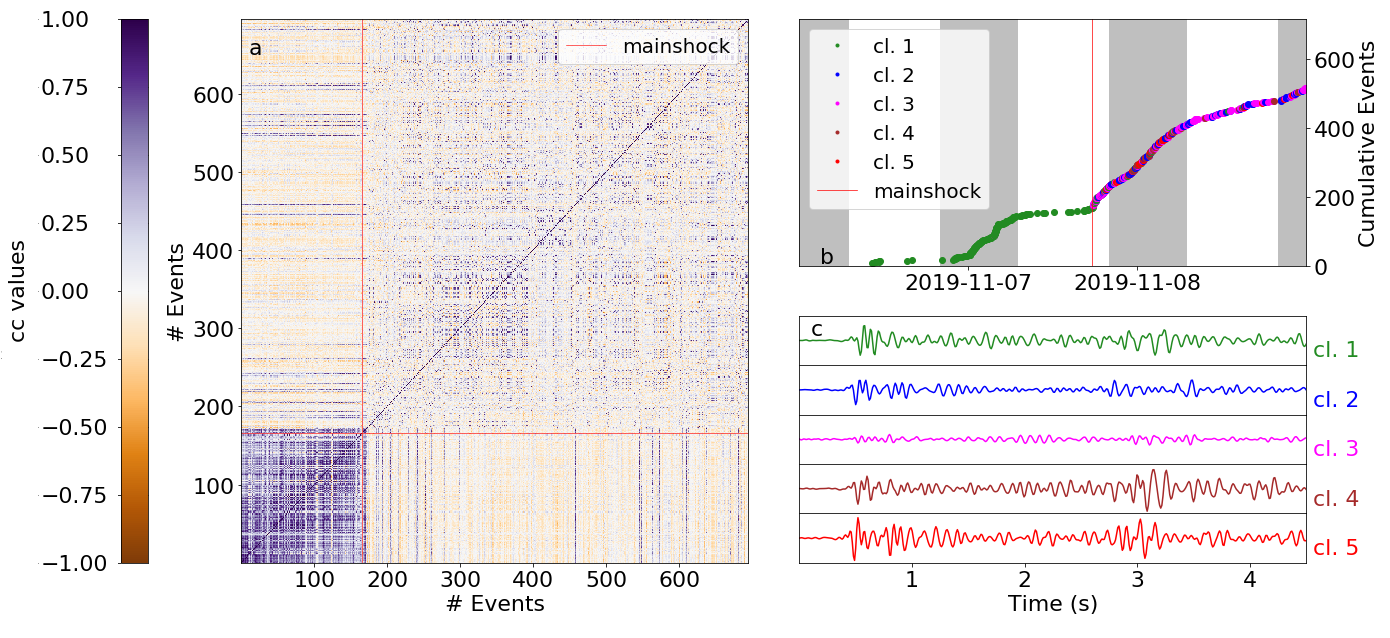 1.00
0.75
0.50
0.25
0.00
−0.25
−0.50
−0.75
−1.00
cc values
a
mainshock
600
500
400
300
200
100
# Events
100 200 300 400 500 600
# Events
cl. 1
cl. 2
cl. 3
cl. 4
cl. 5
mainshock
b
600
400
200
0
Cumulative Events
2019-11-07 2019-11-08
c
cl. 1
cl. 2
cl. 3
cl. 4
cl. 5
1 2 3 4
Time (s)